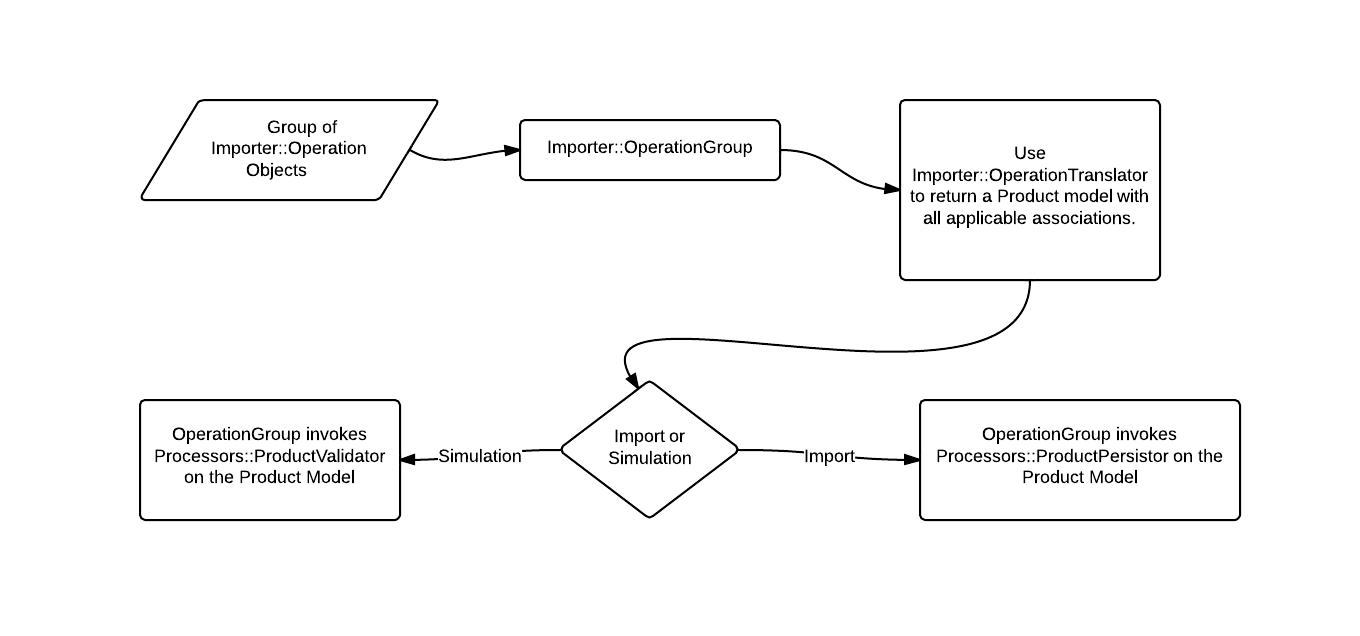 Group of
Importer::Operation
Objects
Importer::OperationGroup
Use
Importer::OperationTranslator
to return a Product model with
all applicable associations.
Import or
Simulation
Simulation
Import
OperationGroup invokes
Processors::ProductValidator
on the Product Model
OperationGroup invokes
Processors::ProductPersistor on the
Product Model